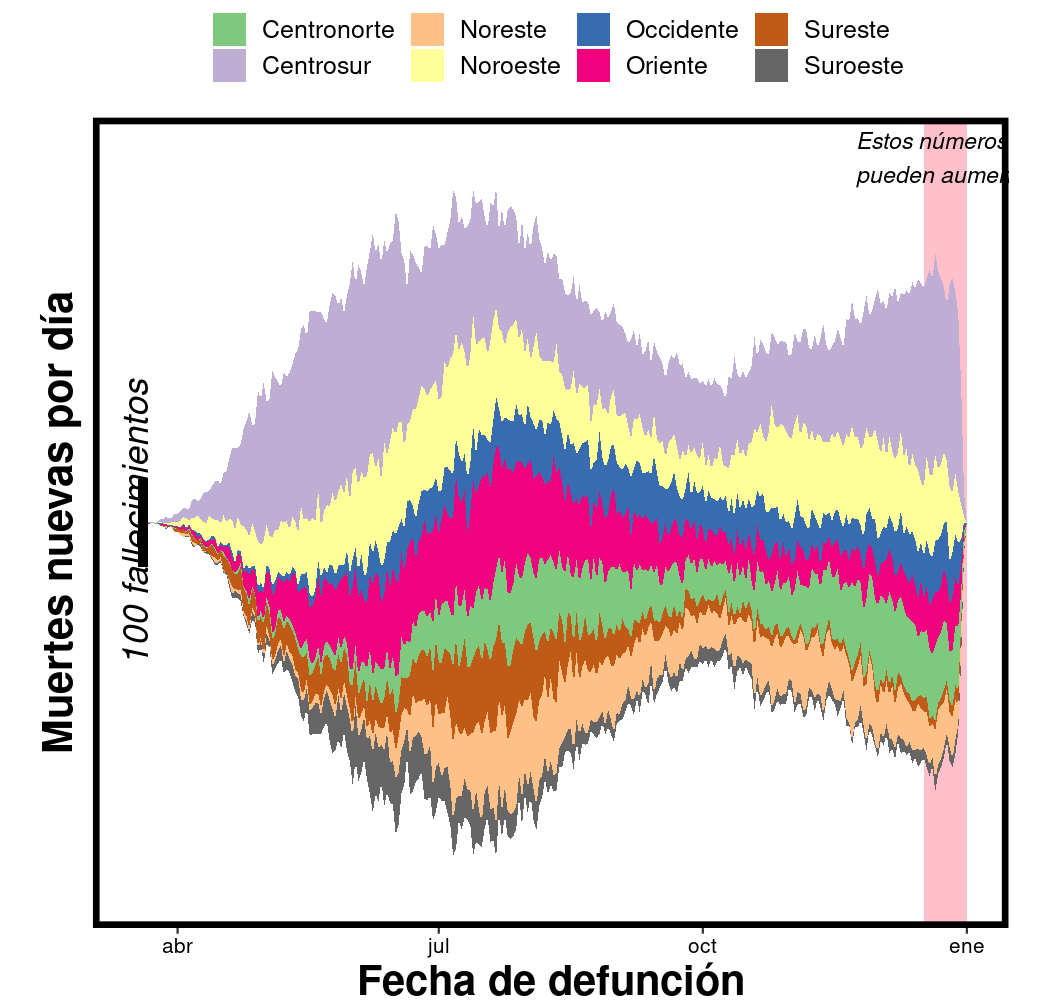 Centronorte Noreste Occidente Sureste
Centrosur Noroeste Oriente Suroeste
Estos números
pueden aumen
Muertes nuevas por día
100 fallecimientos
abr jul oct ene
Fecha de defunción